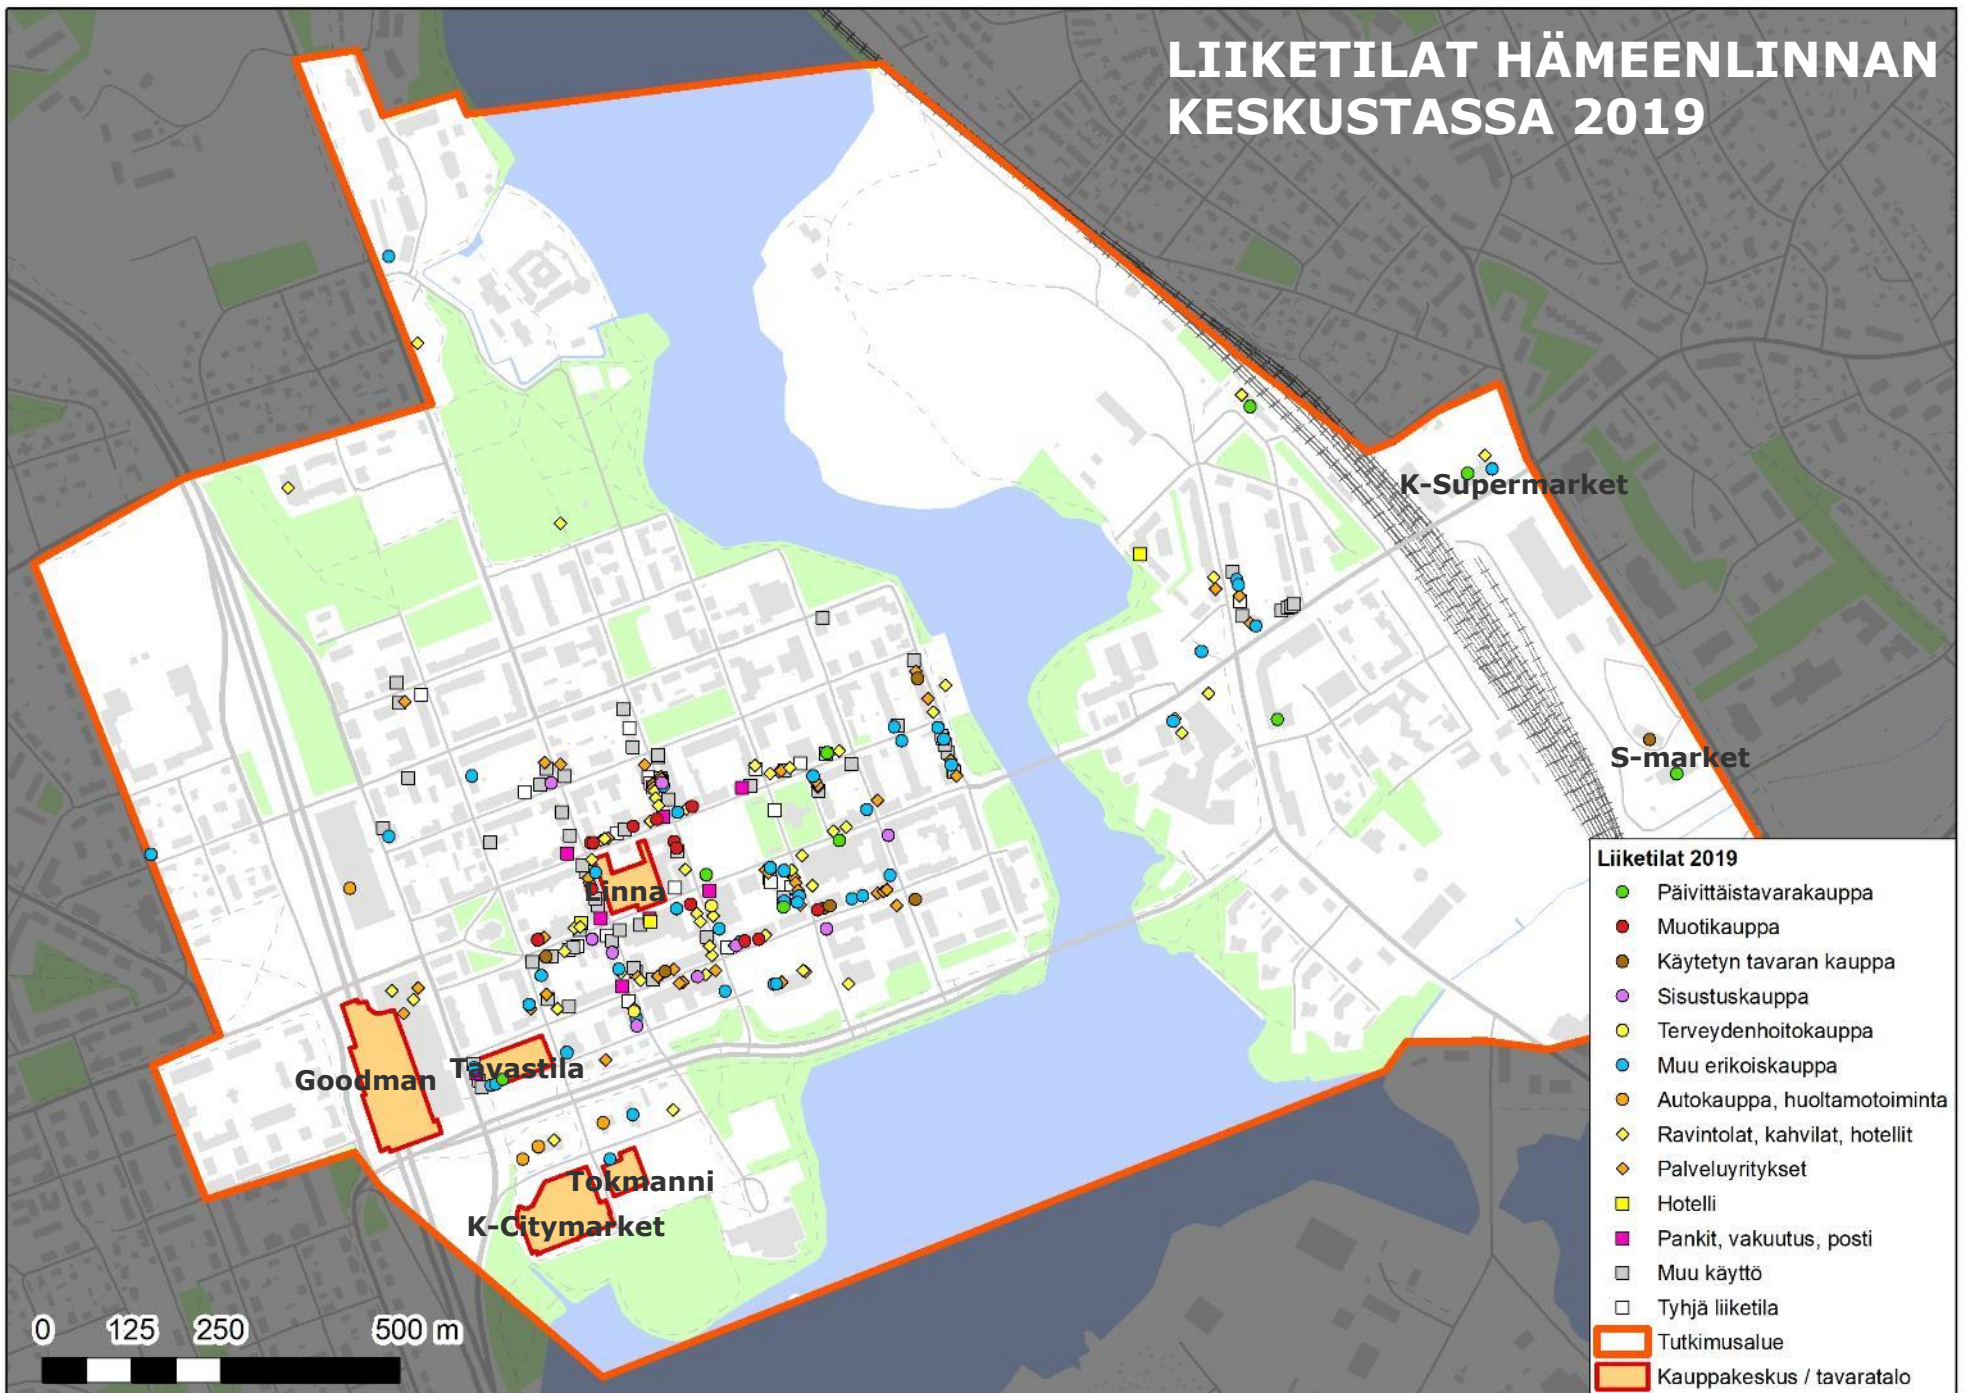 LIIKETILAT HÄMEENLINNAN
KESKUSTASSA 2019
K-Supermarket
S-market
Linna
Goodman
Tavastila
Tokmanni
K-Citymarket
0 125 250 500 m
Liiketilat 2019
Päivittäistavarakauppa
Muotikauppa
Käytetyn tavaran kauppa
Sisustuskauppa
Terveydenhoitokauppa
Muu erikoiskauppa
Autokauppa, huoltamotoiminta
Ravintolat, kahvilat, hotellit
Palveluyritykset
Hotelli
Pankit, vakuutus, posti
Muu käyttö
Tyhjä liiketila
Tutkimusalue
Kauppakeskus / tavaratalo